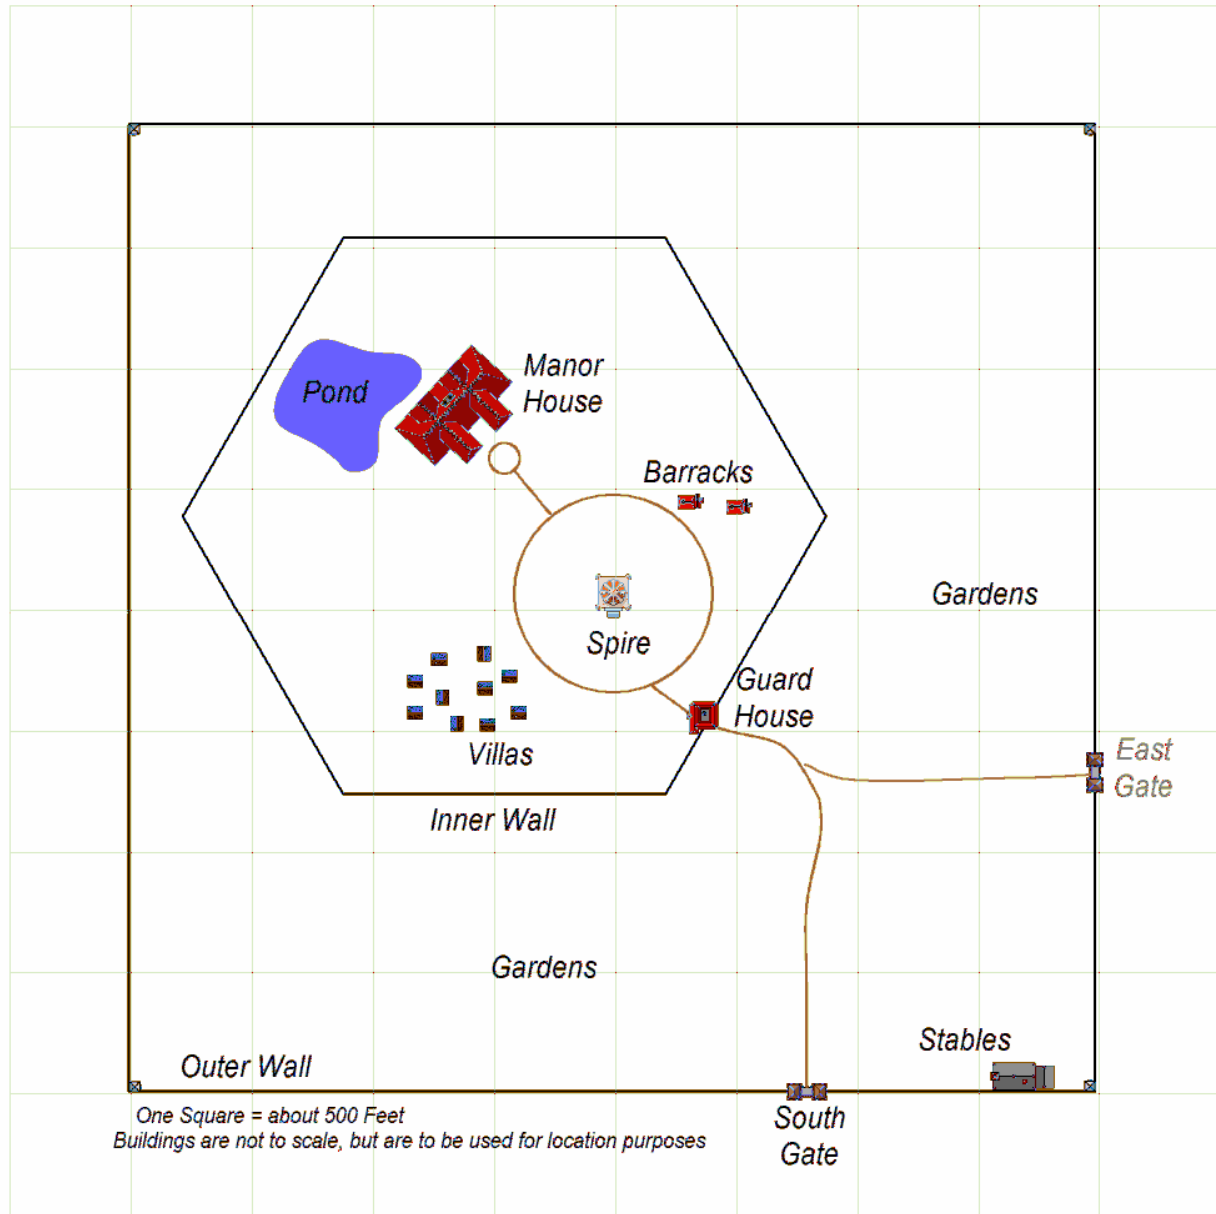 Manor
House
Pond
Barracks
Gardens
Spire
Guard
House
Villas
East
Gate
Inner Wall
Gardens
Stables
Outer Wall
One Square = about 500 Feet
South
Gate
Buildings are not to scale, but are to be used for location purposes